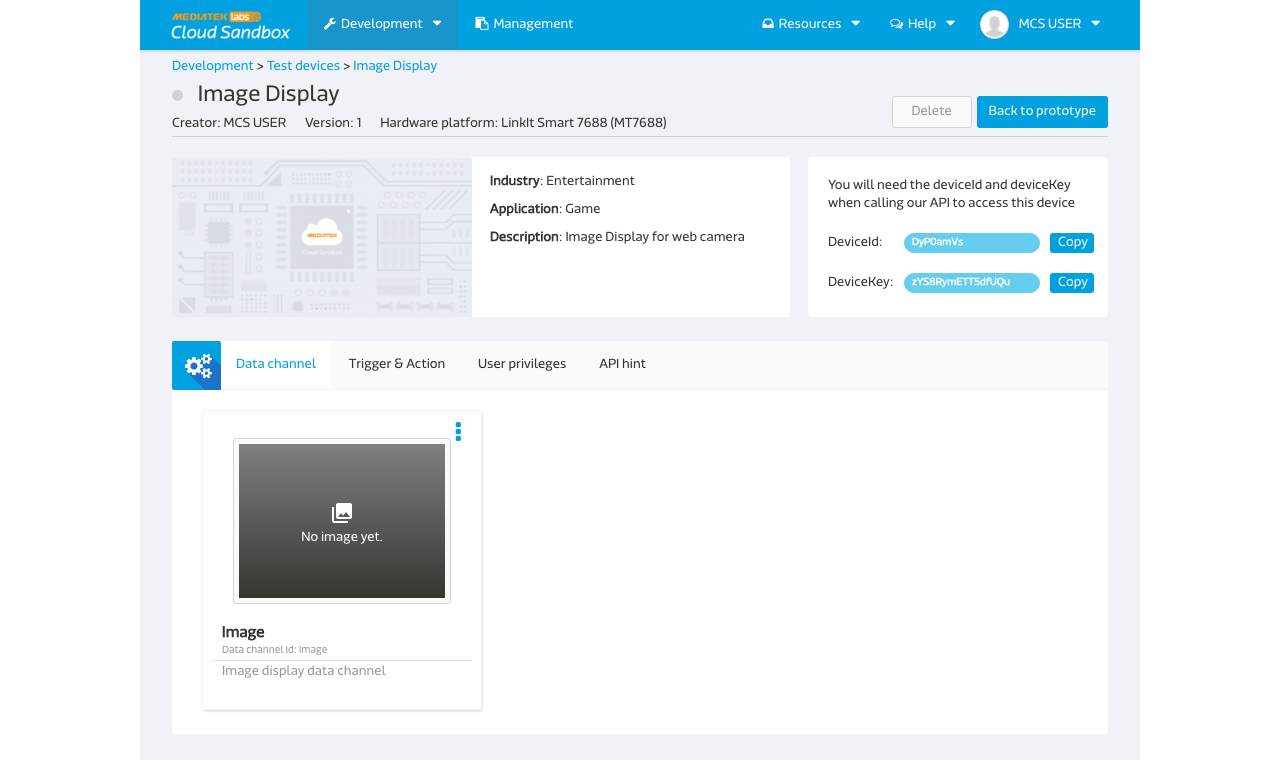 MEDIATEK labs
Cloud Sandbox
Development
Management
Resources
Help
MCS USER
Development > Test devices > Image Display
Image Display
Creator: MCS USER Version: 1 Hardware platform: LinkIt Smart 7688 (MT7688)
Delete
Back to prototype
MEDIATEK
Cloud Sandbox
Industry: Entertainment
Application: Game
Description: Image Display for web camera
You will need the deviceId and deviceKey
when calling our API to access this device
DeviceId: DyP0amVs Copy
DeviceKey: zYS8RymETT5dfUQu Copy
Data channel
Trigger & Action
User privileges
API hint
No image yet.
Image
Data channel Id: Image
Image display data channel